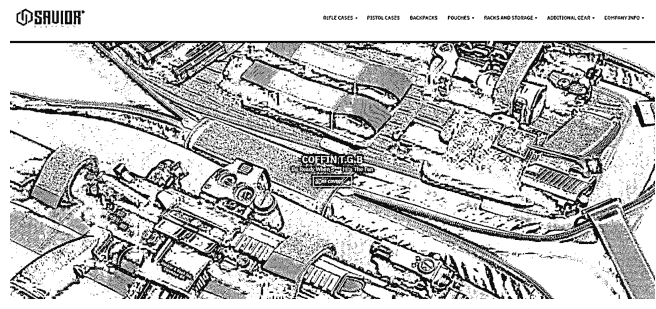 SAVIOR
RIFLE CASES
PISTOL CASES
BACKPACKS
POUCHES
RACKS AND STORAGE
ADDITIONAL GEAR
COMPANY INFO
COFFIN T.G.B